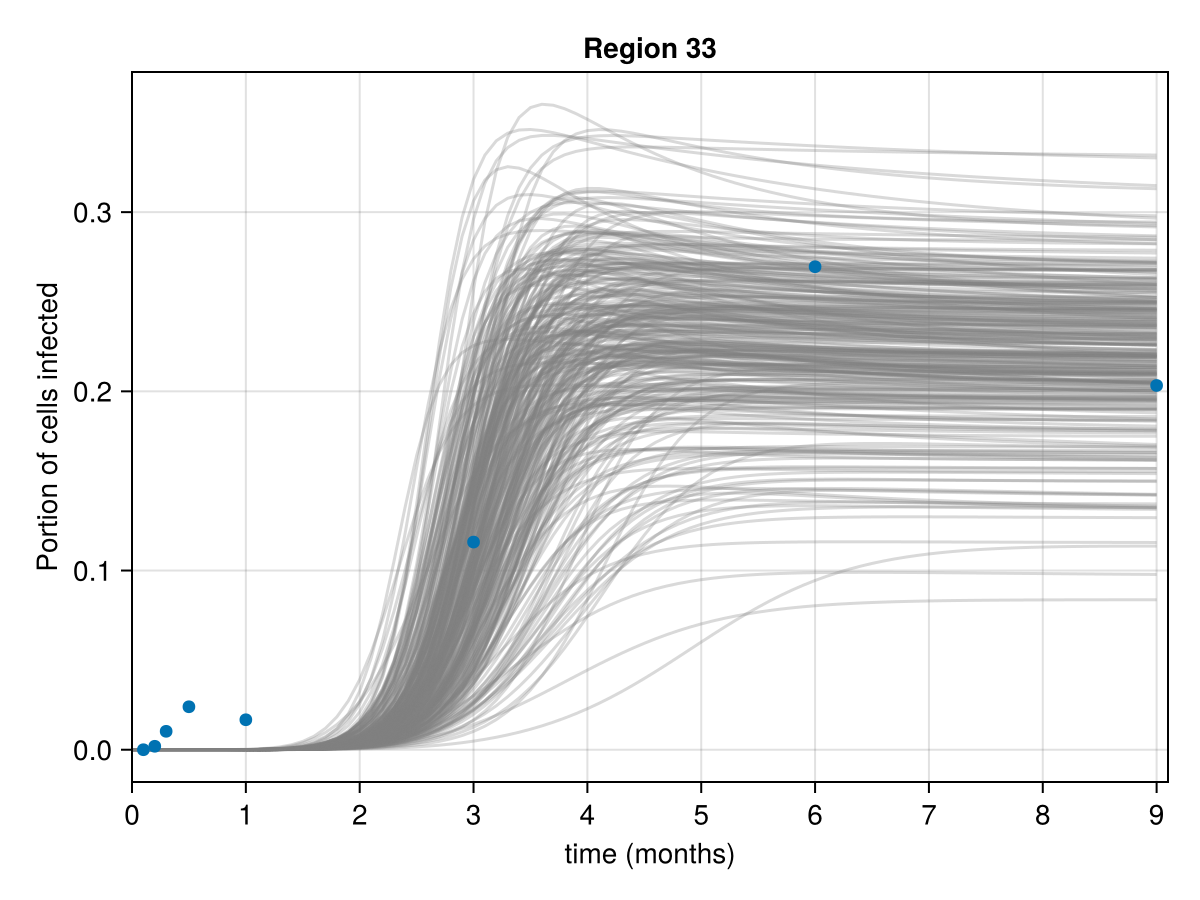 Region 33
Portion of cells infected
0.3
0.2
0.1
0.0
0 1 2 3 4 5 6 7 8 9
time (months)